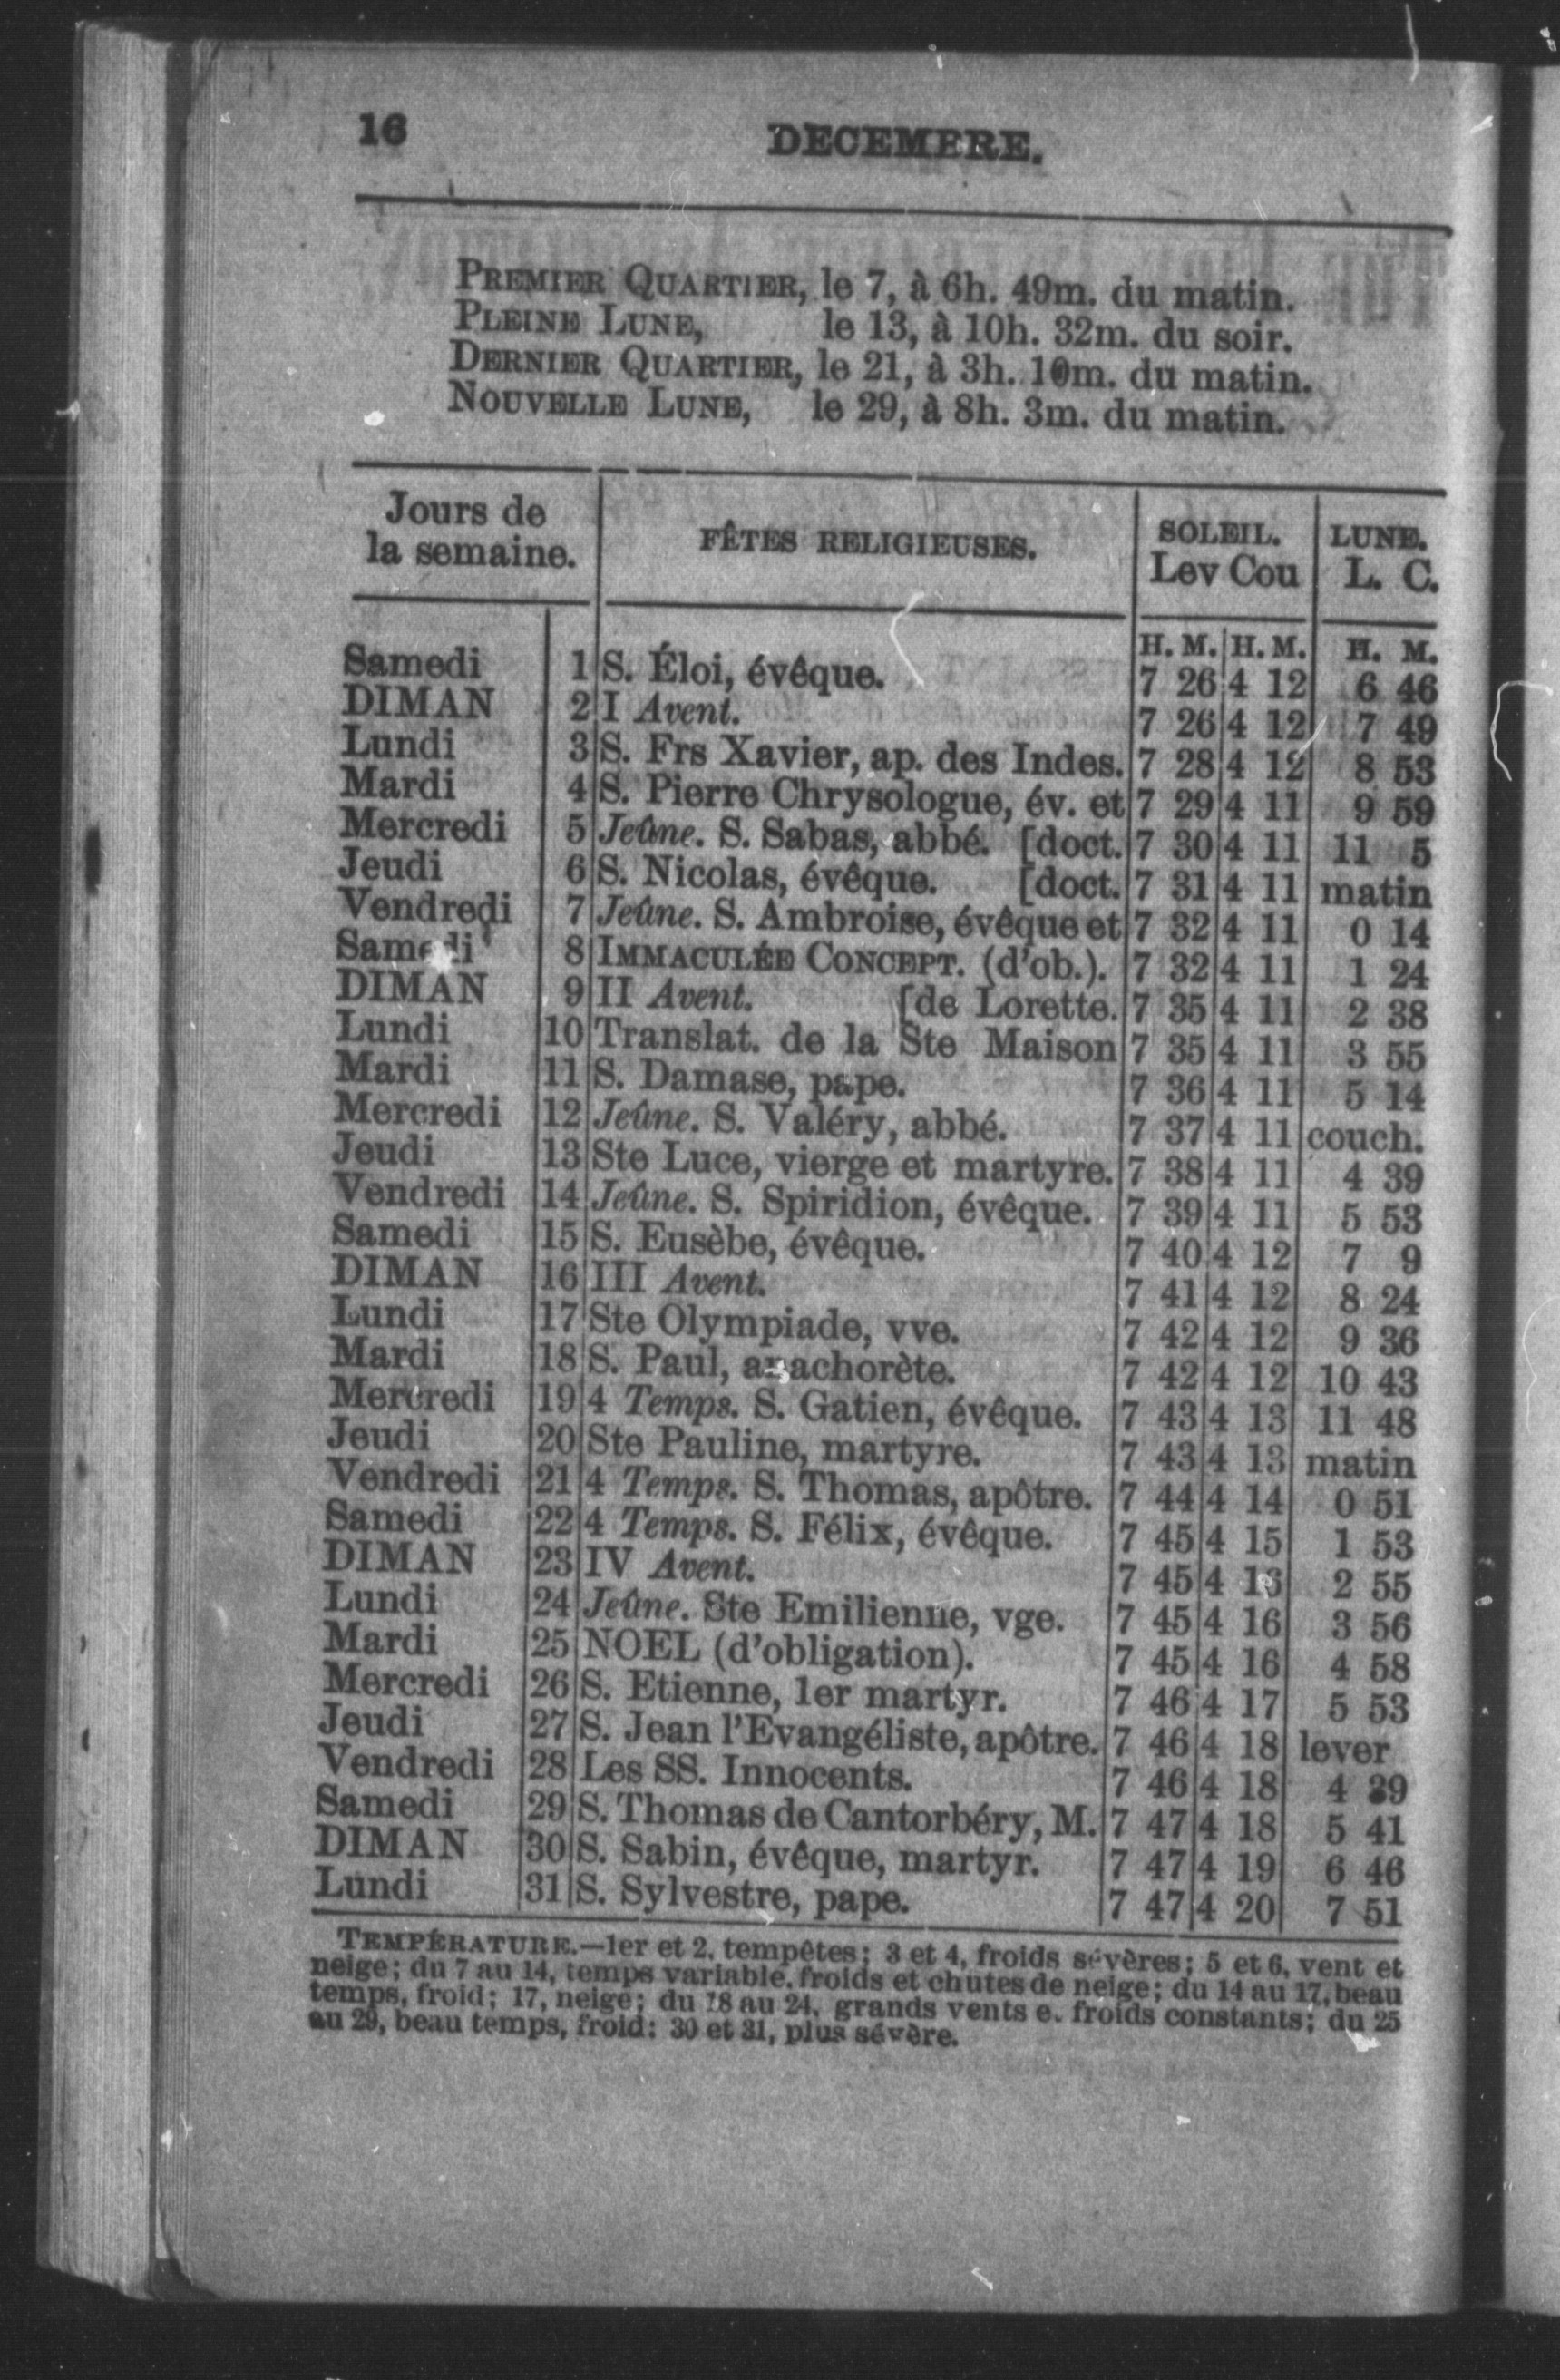 16 DECEMBRE.
PREMIER QUARTIER, le 7, à 6h. 49m. du matin.
PLEINE LUNE, le 13, à 10h. 32m. du soir.
DERNIER QUARTIER, le 21, à 3h. 10m. du matin.
NOUVELLE LUNE, le 29, à 8h. 3m. du matin.
Jours de la semaine. FÊTES RELIGIEUSES. SOLEIL. LUNE.
Lev Cou L. C.
H. M. H. M. H. M.
Samedi 1 S. Éloi, évêque. 7 26 4 12 6 46
DIMAN 2 I Avent. 7 26 4 12 7 49
Lundi 3 S. Frs Xavier, ap. des Indes. 7 28 4 12 8 53
Mardi 4 S. Pierre Chrysologue, év. et 7 29 4 11 9 59
Mercredi 5 Jeûne. S. Sabas, abbé. [doct. 7 30 4 11 11 5
Jeudi 6 S. Nicolas, évêque. [doct. 7 31 4 11 matin
Vendredi 7 Jeûne. S. Ambroise, évêque et 7 32 4 11 0 14
Samedi 8 IMMACULÉE CONCEPT. (d'ob.). 7 32 4 11 1 24
DIMAN 9 II Avent. [de Lorette. 7 35 4 11 2 38
Lundi 10 Translat. de la Ste Maison 7 35 4 11 3 55
Mardi 11 S. Damase, pape. 7 36 4 11 5 14
Mercredi 12 Jeûne. S. Valéry, abbé. 7 37 4 11 couch.
Jeudi 13 Ste Luce, vierge et martyre. 7 38 4 11 4 39
Vendredi 14 Jeûne. S. Spiridion, évêque. 7 39 4 11 5 53
Samedi 15 S. Eusèbe, évêque. 7 40 4 12 7 9
DIMAN 16 III Avent. 7 41 4 12 8 24
Lundi 17 Ste Olympiade, vve. 7 42 4 12 9 36
Mardi 18 S. Paul, anachorète. 7 42 4 12 10 43
Mercredi 19 4 Temps. S. Gatien, évêque. 7 43 4 13 11 48
Jeudi 20 Ste Pauline, martyre. 7 43 4 13 matin
Vendredi 21 4 Temps. S. Thomas, apôtre. 7 44 4 14 0 51
Samedi 22 4 Temps. S. Félix, évêque. 7 45 4 15 1 53
DIMAN 23 IV Avent. 7 45 4 2 55
Lundi 24 Jeûne. Ste Emilienne, vge. 7 45 4 16 3 56
Mardi 25 NOEL (d'obligation). 7 45 4 16 4 58
Mercredi 26 S. Etienne, 1er martyr. 7 46 4 17 5 53
Jeudi 27 S. Jean l'Evangéliste, apôtre. 7 46 4 18 lever
Vendredi 28 Les SS. Innocents. 7 46 4 18 4 39
Samedi 29 S. Thomas de Cantorbéry, M. 7 47 4 18 5 41
DIMAN 30 S. Sabin, évêque, martyr. 7 47 4 19 6 46
Lundi 31 S. Sylvestre, pape. 7 47 4 20 7 51
TEMPÉRATURE.—1er et 2, tempêtes; 3 et 4, froids sévères; 5 et 6, vent et
neige; du 7 au 14, temps variable, froids et chutes de neige; du 14 au 17, beau
temps, froid; 17, neige; du 18 au 24, grands vents e. froids constants; du 25
au 29, beau temps, froid: 30 et 31, plus sévère.